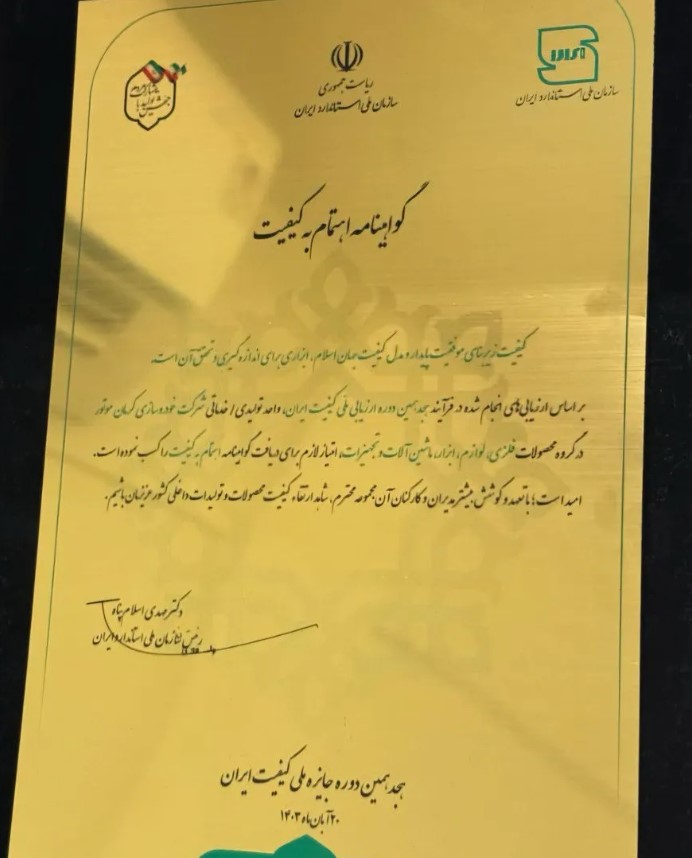 ریاست جمهوری
سازمان ملی استاندارد ایران
سازمان ملی استاندارد ایران
گواهینامه اهتمام به کیفیت
کیفیت زیربنای موفقیت پایدار و مدل کیفیت جهان اسلام، ابزاری برای اندازه گیری و تحقق آن است.
بر اساس ارزیابی‌های انجام شده در فرآیند هجدهمین دوره ارزیابی ملی کیفیت ایران، واحد تولیدی / خدماتی شرکت خودروسازی کرمان موتور
در گروه محصولات فلزی، لوازم، ابزار، ماشین آلات و تجهیزات، امتیاز لازم برای دریافت گواهینامه اهتمام به کیفیت را کسب نموده است.
امید است؛ با تعهد و کوشش بیشتر مدیران و کارکنان آن مجموعه محترم، شاهد ارتقاء کیفیت محصولات و تولیدات داخلی کشور عزیزمان باشیم.
دکتر مهدی اسلام پناه
رئیس سازمان ملی استاندارد ایران
هجدهمین دوره جایزه ملی کیفیت ایران
۲۰ آبان ماه ۱۴۰۳